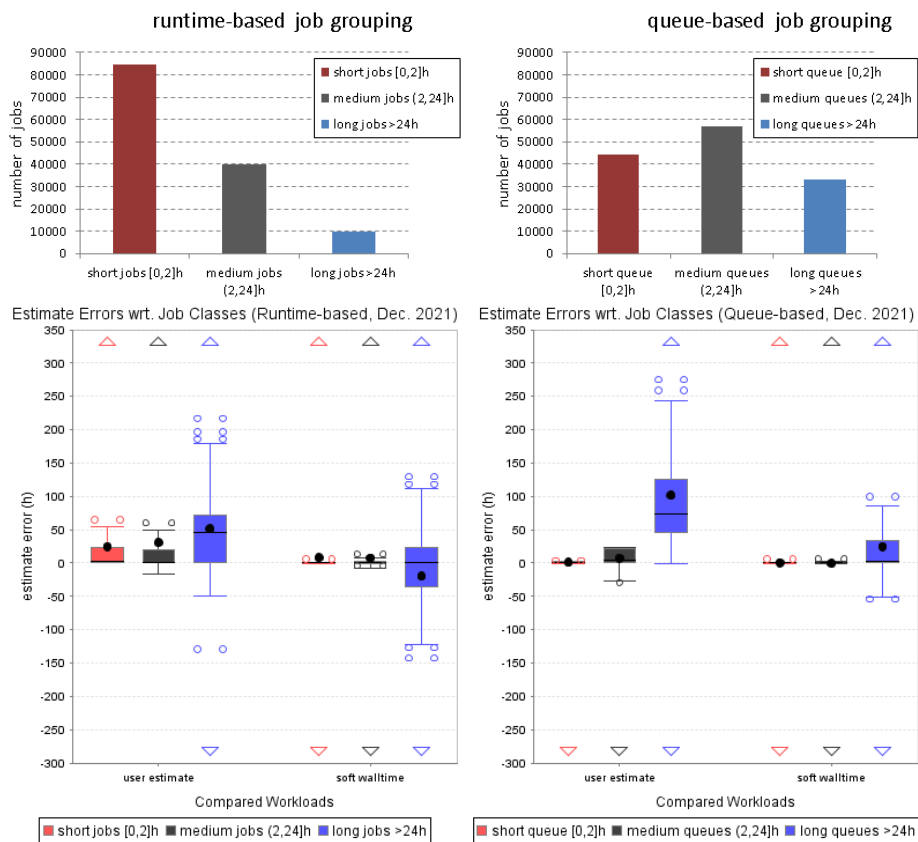 runtime-based job grouping
90000
80000
70000
60000
50000
40000
30000
20000
10000
0
number of jobs
short jobs [0,2]h
medium jobs (2,24]h
long jobs >24h
short jobs [0,2]h
medium jobs
(2,24]h
long jobs >24h
queue-based job grouping
90000
80000
70000
60000
50000
40000
30000
20000
10000
0
number of jobs
short queue [0,2]h
medium queues (2,24]h
long queues >24h
short queue
[0,2]h
medium queues
(2,24]h
long queues
>24h
Estimate Errors wrt. Job Classes (Runtime-based, Dec. 2021)
350
300
250
200
150
100
50
0
-50
-100
-150
-200
-250
-300
estimate error (h)
user estimate
soft walltime
Compared Workloads
short jobs [0,2]h
medium jobs (2,24]h
long jobs >24h
Estimate Errors wrt. Job Classes (Queue-based, Dec. 2021)
350
300
250
200
150
100
50
0
-50
-100
-150
-200
-250
-300
estimate error (h)
user estimate
soft walltime
Compared Workloads
short queue [0,2]h
medium queues (2,24]h
long queues >24h